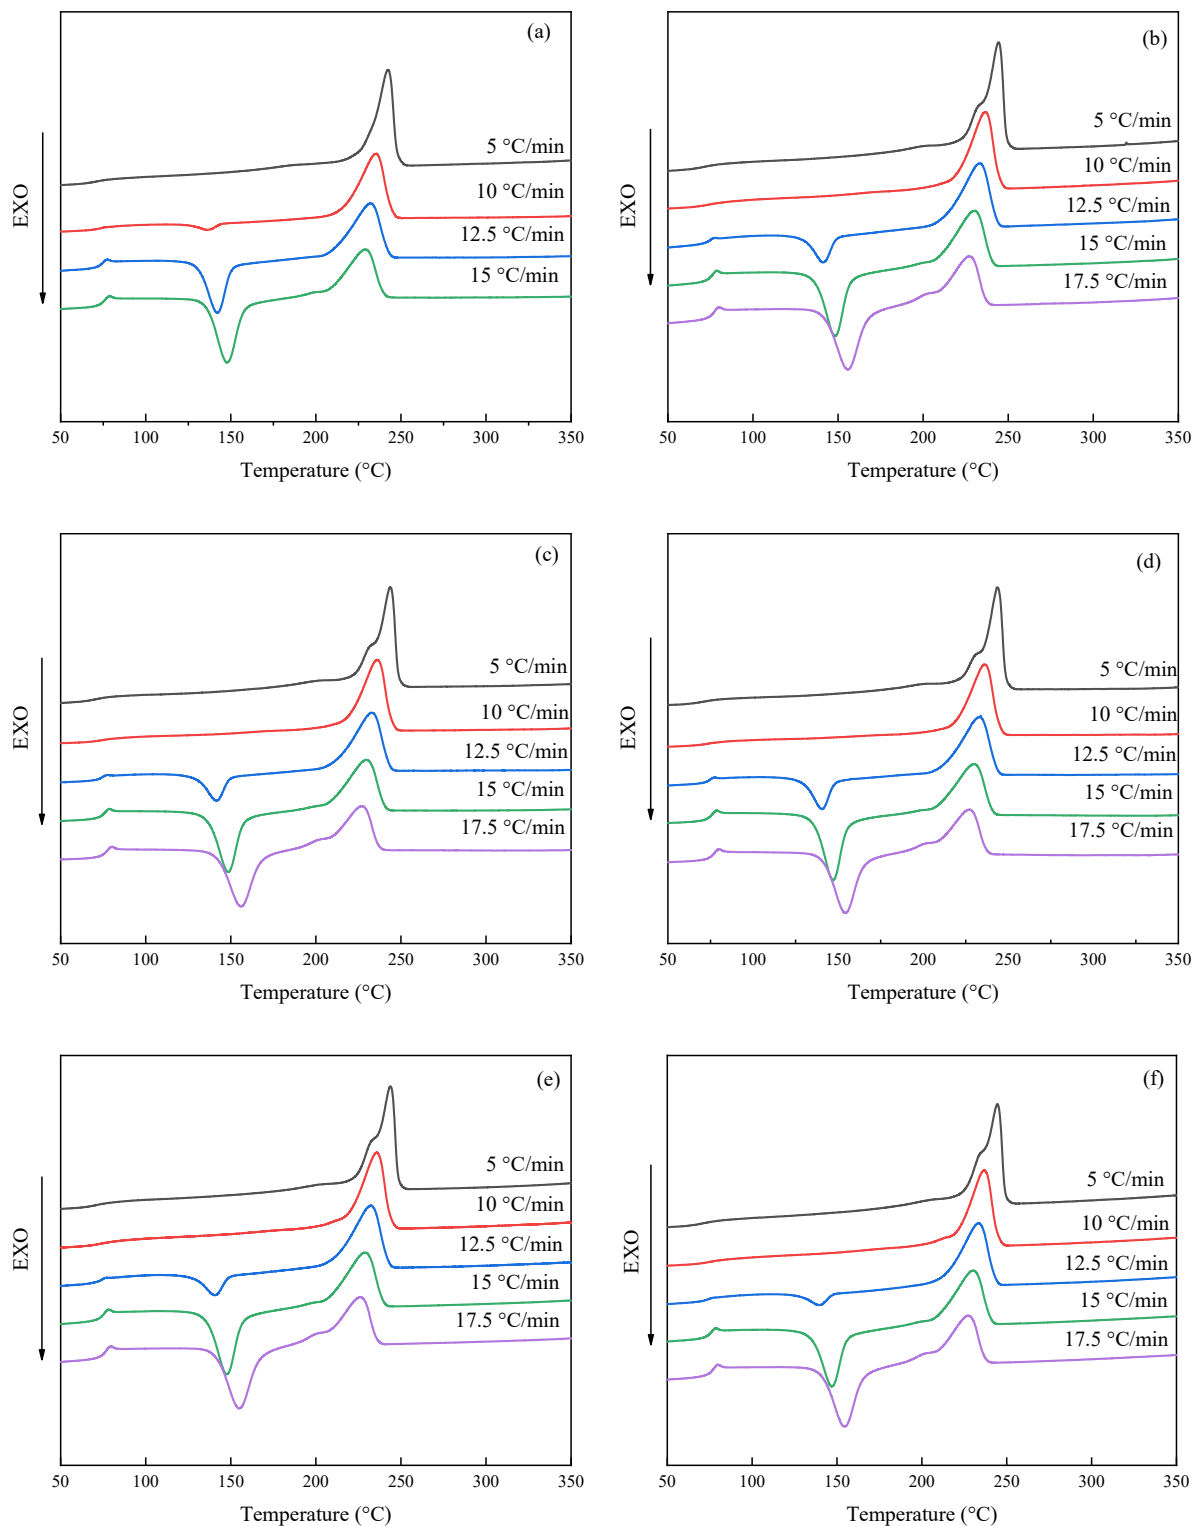 (a)
5 °C/min
10 °C/min
12.5 °C/min
15 °C/min
EXO
50 100 150 200 250 300 350
Temperature (°C)
(b)
5 °C/min
10 °C/min
12.5 °C/min
15 °C/min
17.5 °C/min
EXO
50 100 150 200 250 300 350
Temperature (°C)
(c)
5 °C/min
10 °C/min
12.5 °C/min
15 °C/min
17.5 °C/min
EXO
50 100 150 200 250 300 350
Temperature (°C)
(d)
5 °C/min
10 °C/min
12.5 °C/min
15 °C/min
17.5 °C/min
EXO
50 100 150 200 250 300 350
Temperature (°C)
(e)
5 °C/min
10 °C/min
12.5 °C/min
15 °C/min
17.5 °C/min
EXO
50 100 150 200 250 300 350
Temperature (°C)
(f)
5 °C/min
10 °C/min
12.5 °C/min
15 °C/min
17.5 °C/min
EXO
50 100 150 200 250 300 350
Temperature (°C)